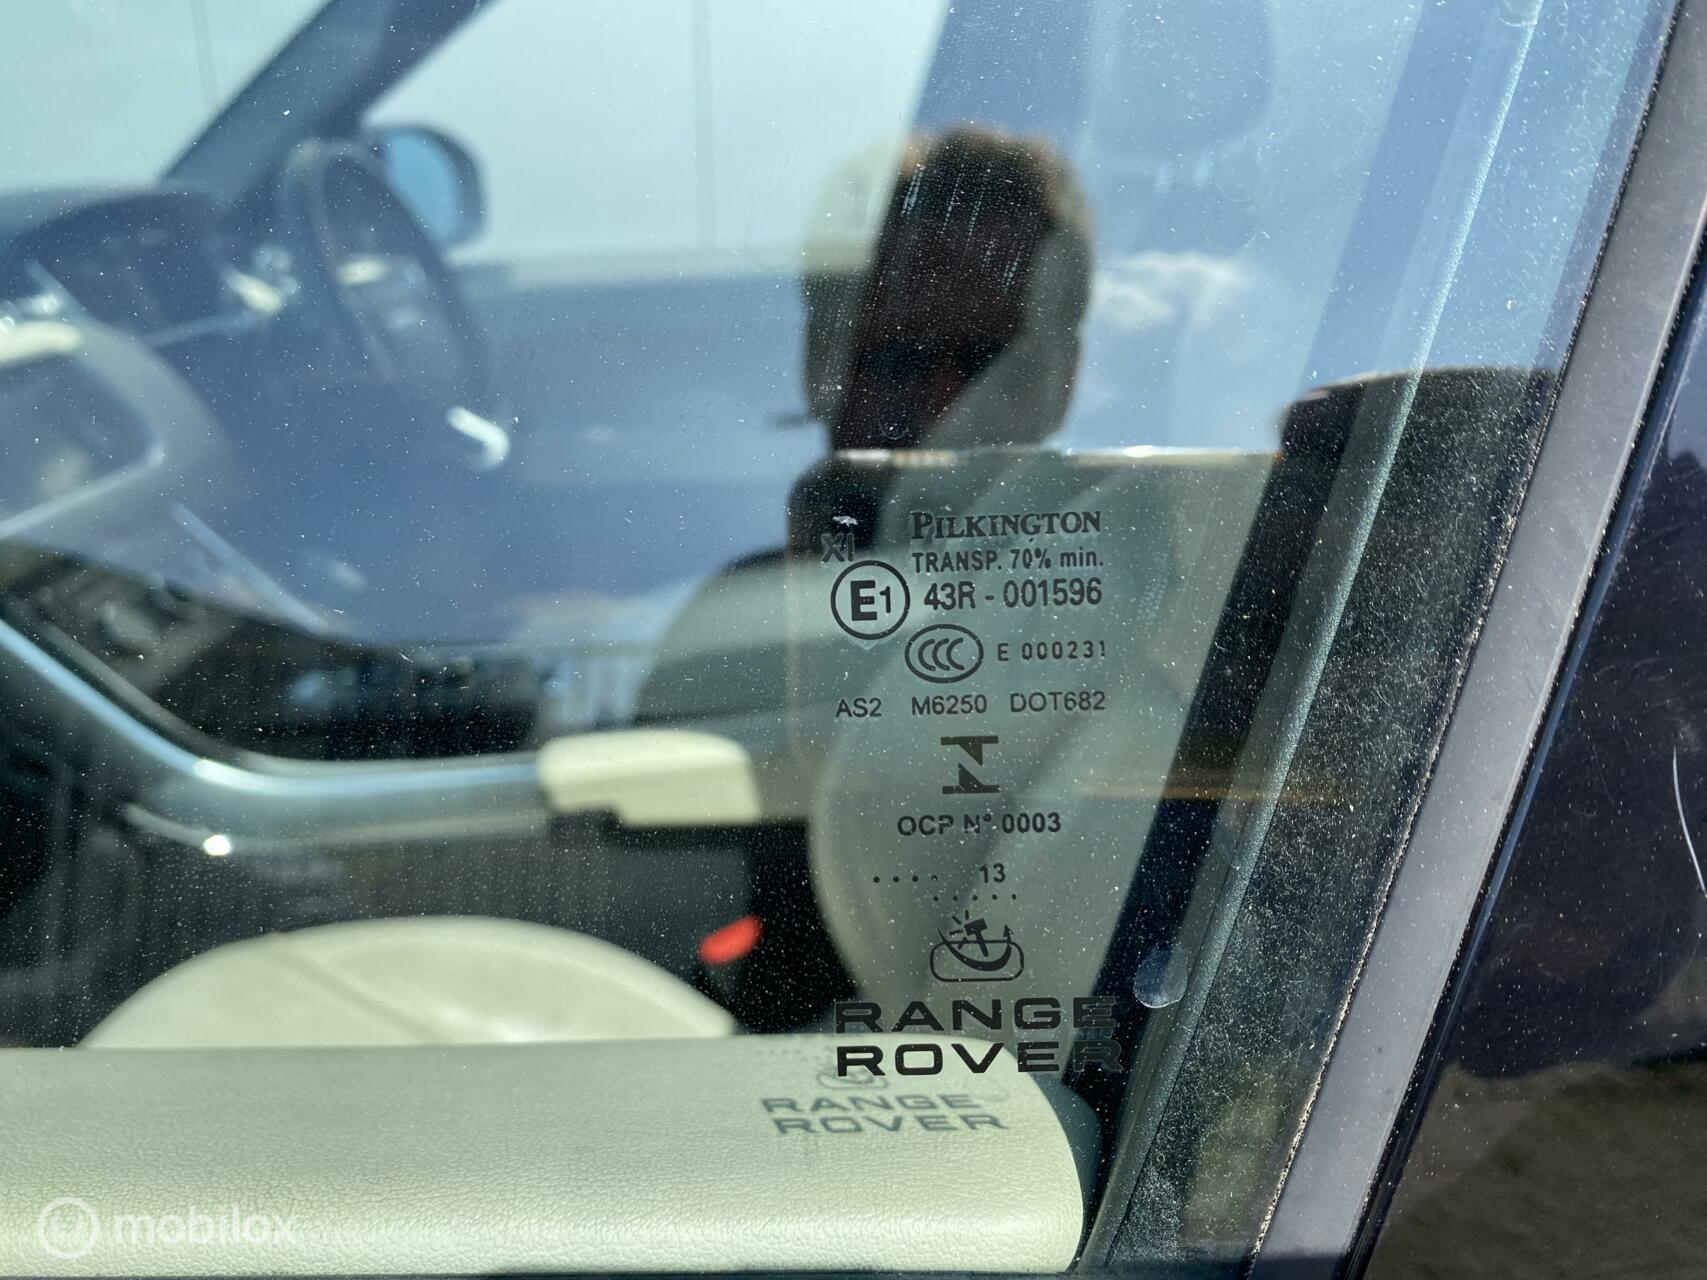 PILKINGTON
XI TRANSP. 70% min.
E1 43R - 001596
CCC E 000231
AS2 M6250 DOT682
OCP N° 0003
.... 13
.....
RANGE
ROVER
RANGE
ROVER
mobilox